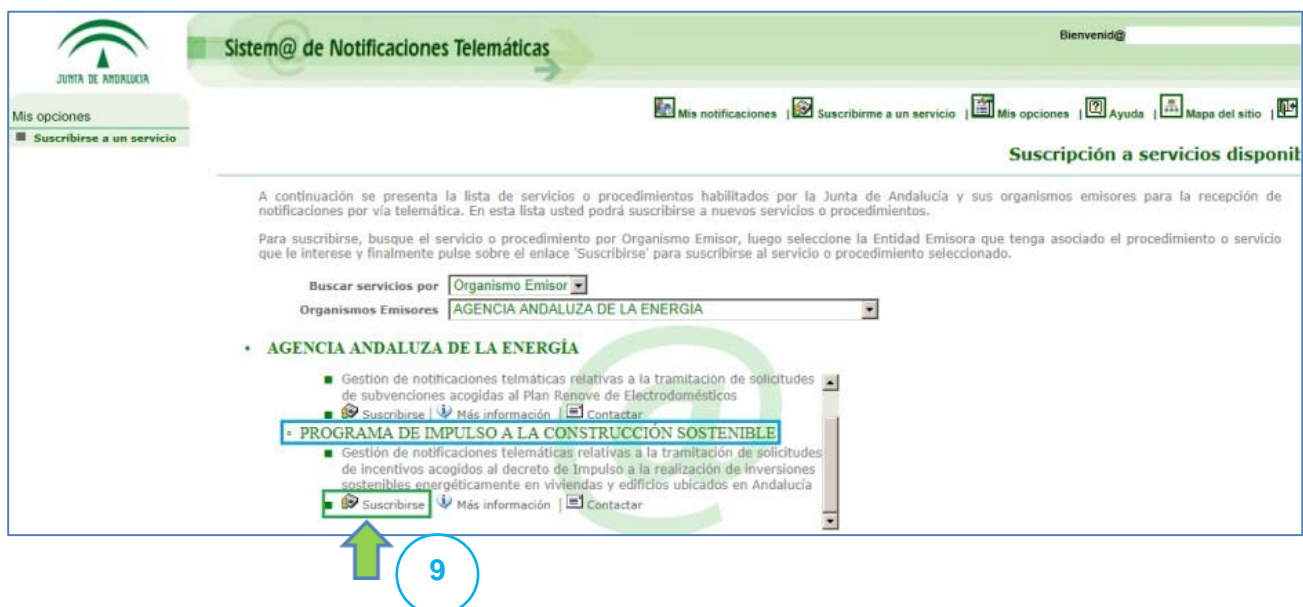 JUNTA DE ANDALUCIA
Sistem@ de Notificaciones Telemáticas
Bienvenid@
Mis opciones
Suscribirse a un servicio
Mis notificaciones | Suscribirme a un servicio | Mis opciones | Ayuda | Mapa del sitio |
Suscripción a servicios disponib
A continuación se presenta la lista de servicios o procedimientos habilitados por la Junta de Andalucía y sus organismos emisores para la recepción de
notificaciones por vía telemática. En esta lista usted podrá suscribirse a nuevos servicios o procedimientos.
Para suscribirse, busque el servicio o procedimiento por Organismo Emisor, luego seleccione la Entidad Emisora que tenga asociado el procedimiento o servicio
que le interese y finalmente pulse sobre el enlace 'Suscribirse' para suscribirse al servicio o procedimiento seleccionado.
Buscar servicios por Organismo Emisor
Organismos Emisores AGENCIA ANDALUZA DE LA ENERGÍA
• AGENCIA ANDALUZA DE LA ENERGÍA
Gestión de notificaciones telmáticas relativas a la tramitación de solicitudes
de subvenciones acogidas al Plan Renove de Electrodomésticos
Suscribirse | Más información | Contactar
PROGRAMA DE IMPULSO A LA CONSTRUCCIÓN SOSTENIBLE
Gestión de notificaciones telemáticas relativas a la tramitación de solicitudes
de incentivos acogidos al decreto de Impulso a la realización de inversiones
sostenibles energéticamente en viviendas y edificios ubicados en Andalucía
Suscribirse Más información | Contactar
9